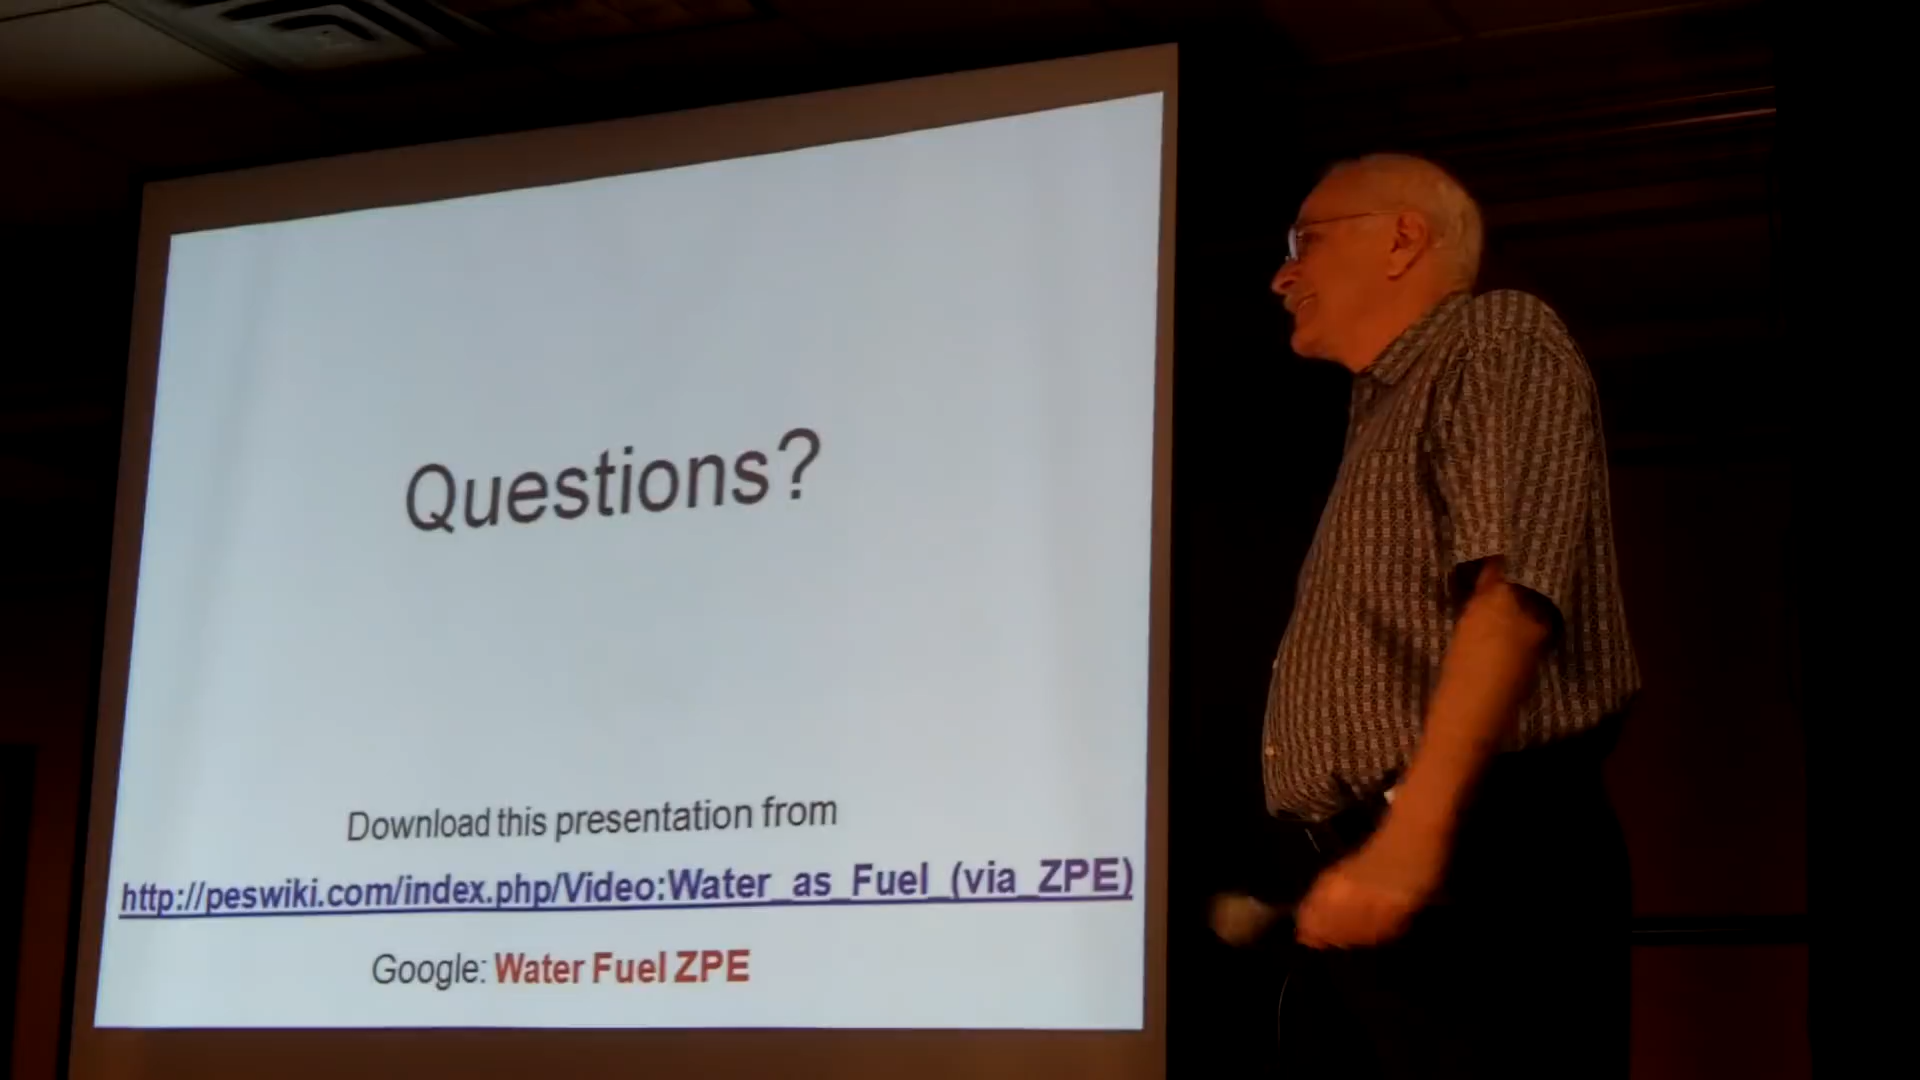 Questions?
Download this presentation from
http://peswiki.com/index.php/Video:Water_as_Fuel_(via_ZPE)
Google: Water Fuel ZPE